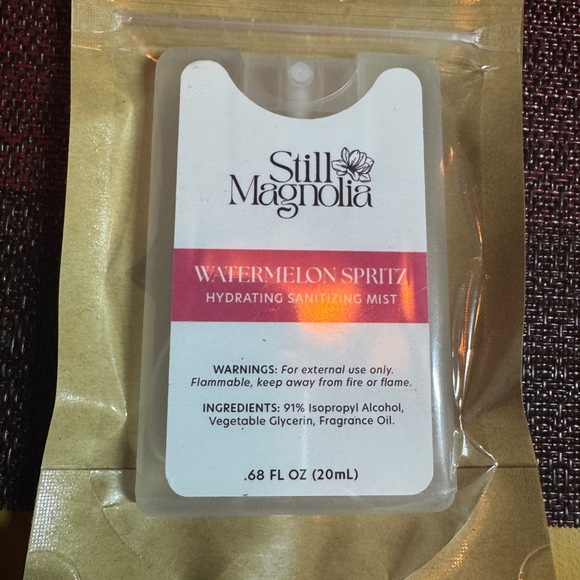 Still
Magnolia
WATERMELON SPRITZ
HYDRATING SANITIZING MIST
WARNINGS: For external use only.
Flammable, keep away from fire or flame.
INGREDIENTS: 91% Isopropyl Alcohol,
Vegetable Glycerin, Fragrance Oil.
.68 FL OZ (20mL)